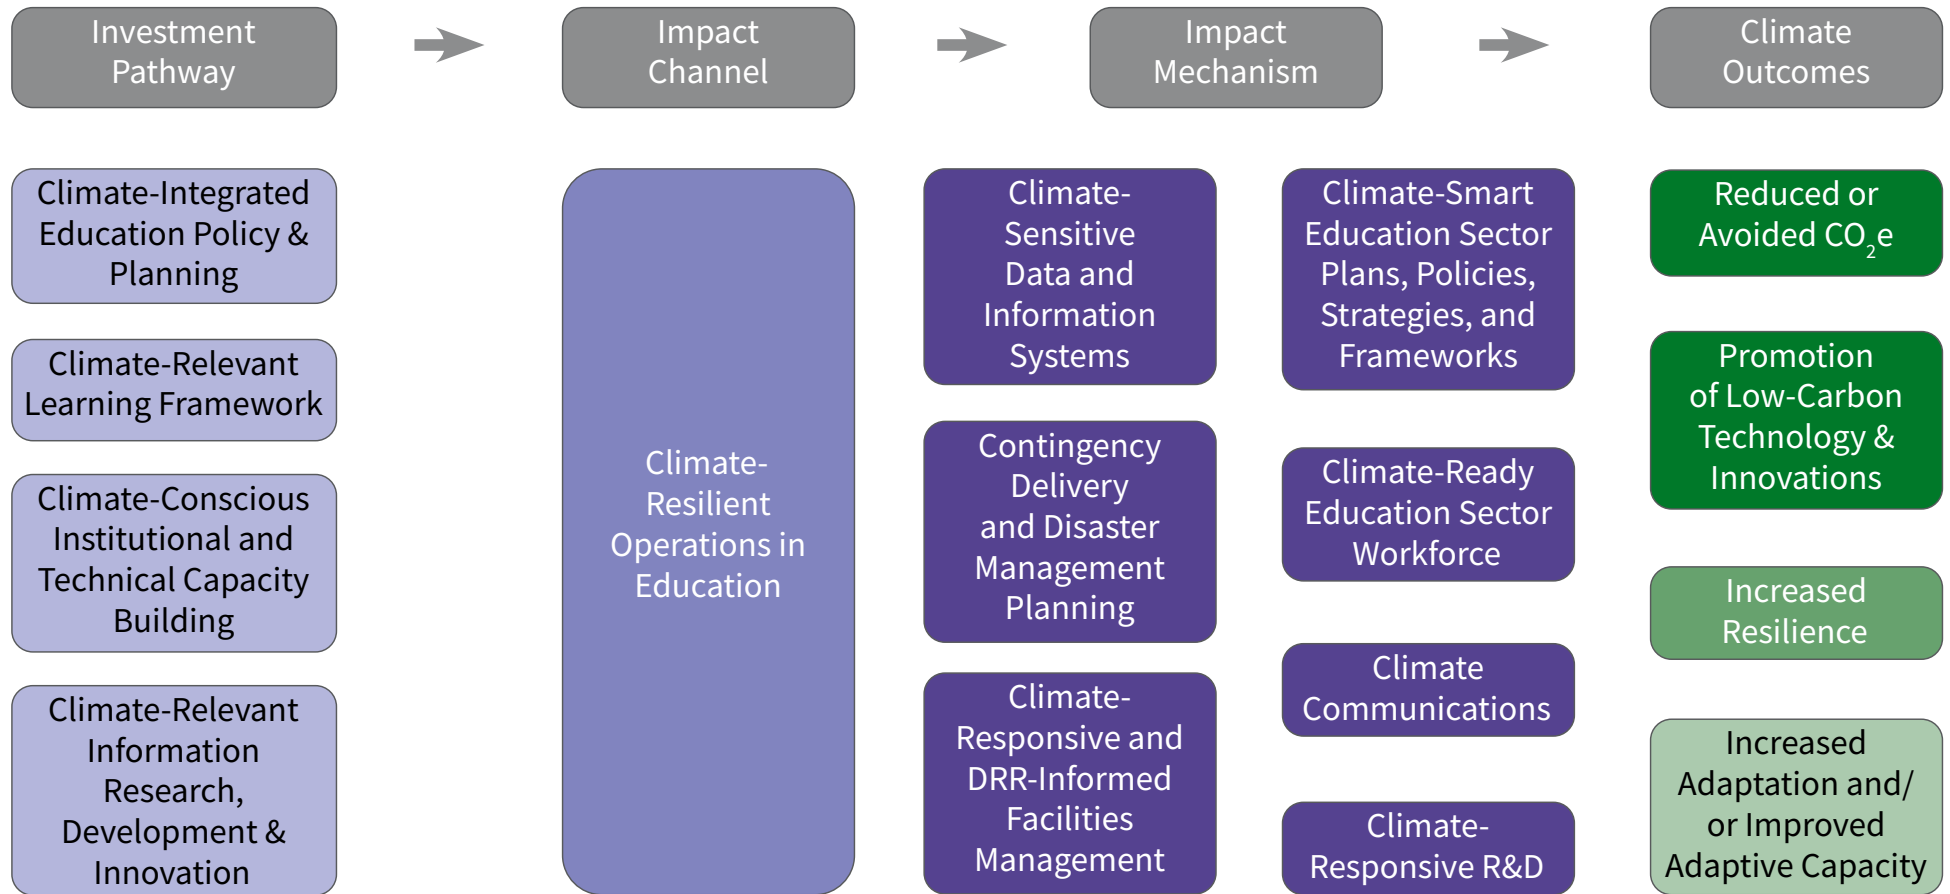 Investment
Pathway
Impact
Channel
Impact
Mechanism
Climate
Outcomes
Climate-Integrated
Education Policy &
Planning
Climate-Relevant
Learning Framework
Climate-Conscious
Institutional and
Technical Capacity
Building
Climate-Relevant
Information
Research,
Development &
Innovation
Climate-
Resilient
Operations in
Education
Climate-
Sensitive
Data and
Information
Systems
Contingency
Delivery
and Disaster
Management
Planning
Climate-
Responsive and
DRR-Informed
Facilities
Management
Climate-Smart
Education Sector
Plans, Policies,
Strategies, and
Frameworks
Climate-Ready
Education Sector
Workforce
Climate
Communications
Climate-
Responsive R&D
Reduced or
Avoided CO₂e
Promotion
of Low-Carbon
Technology &
Innovations
Increased
Resilience
Increased
Adaptation and/
or Improved
Adaptive Capacity